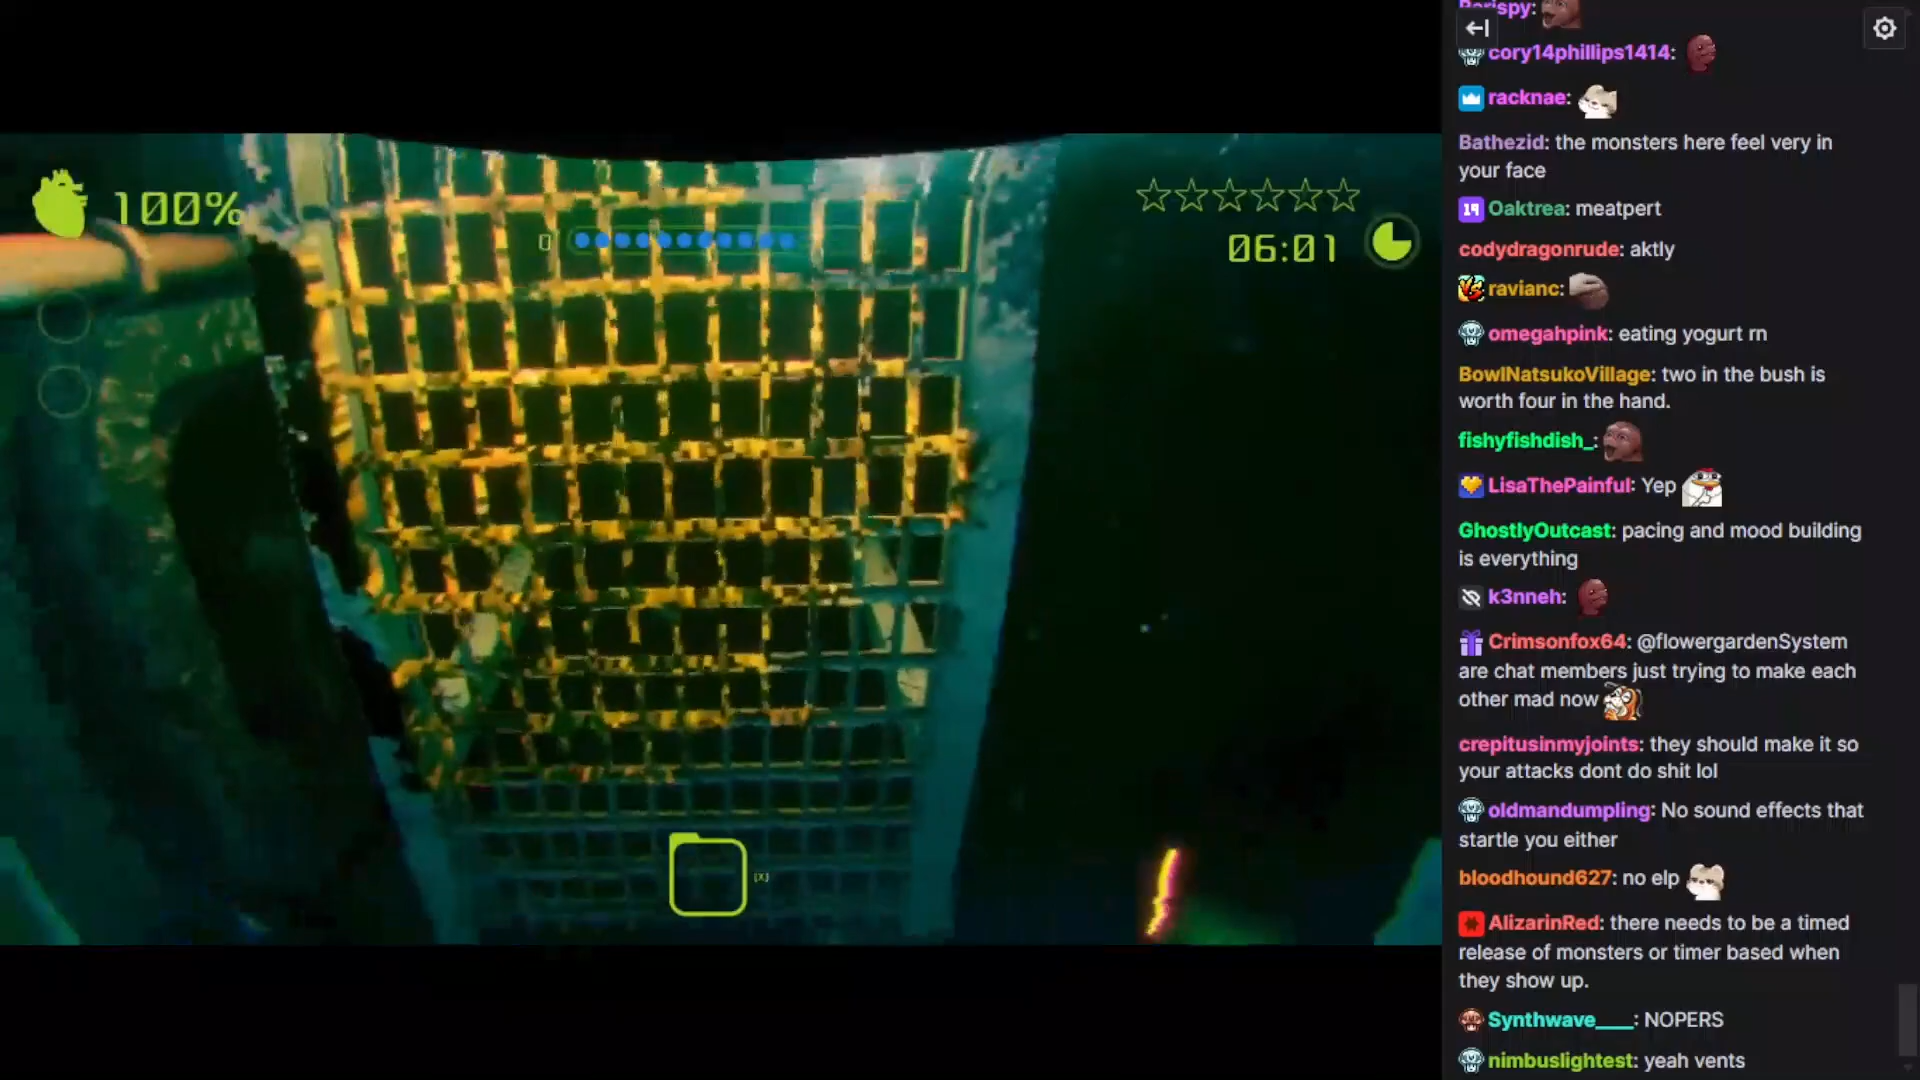 100%
0
06:01
[X]
Parispy:
cory14phillips1414:
racknae:
Bathezid: the monsters here feel very in
your face
19 Oaktrea: meatpert
codydragonrude: aktly
ravianc:
omegahpink: eating yogurt rn
BowlNatsukoVillage: two in the bush is
worth four in the hand.
fishyfishdish_:
LisaThePainful: Yep
GhostlyOutcast: pacing and mood building
is everything
k3nneh:
Crimsonfox64: @flowergardenSystem
are chat members just trying to make each
other mad now
crepitusinmyjoints: they should make it so
your attacks dont do shit lol
oldmandumpling: No sound effects that
startle you either
bloodhound627: no elp
AlizarinRed: there needs to be a timed
release of monsters or timer based when
they show up.
Synthwave____: NOPERS
nimbuslightest: yeah vents